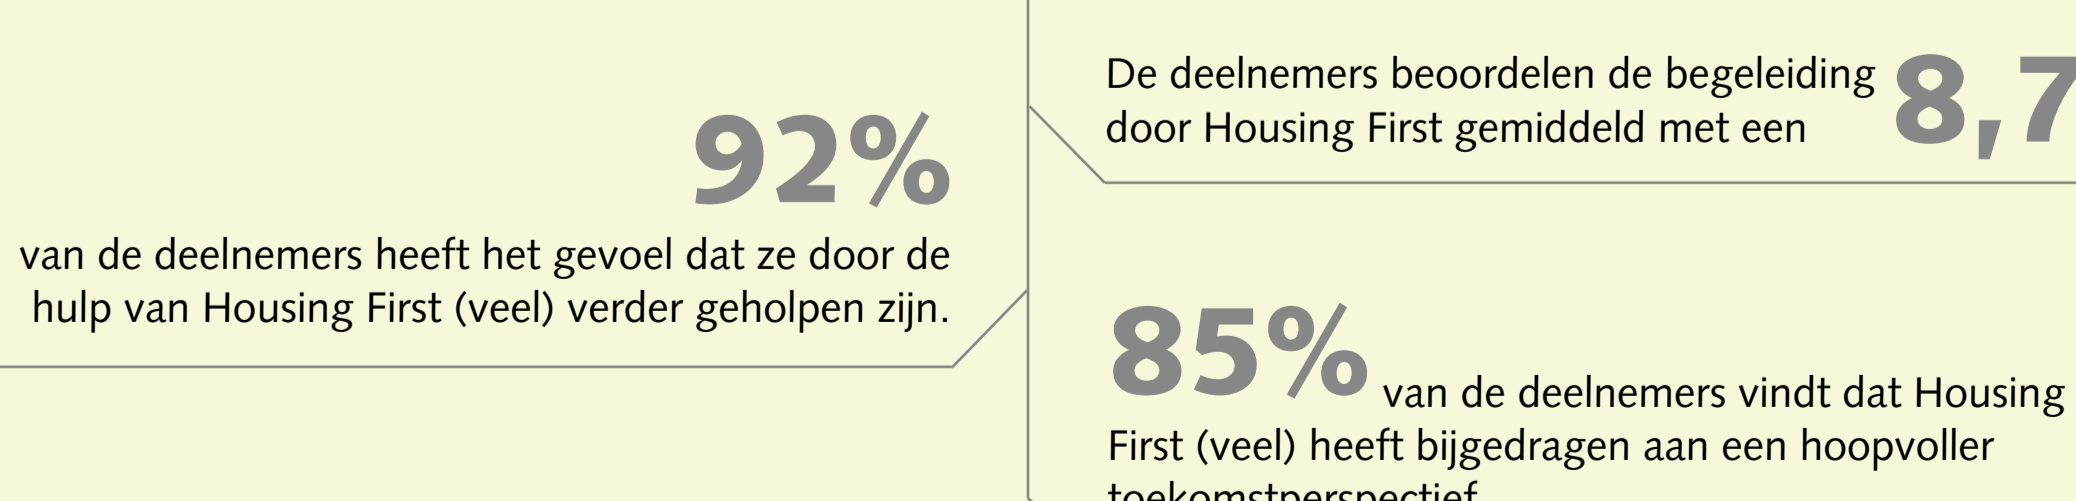 92%
van de deelnemers heeft het gevoel dat ze door de
hulp van Housing First (veel) verder geholpen zijn.
De deelnemers beoordelen de begeleiding
door Housing First gemiddeld met een 8,7
85% van de deelnemers vindt dat Housing
First (veel) heeft bijgedragen aan een hoopvoller
toekomstperspectief